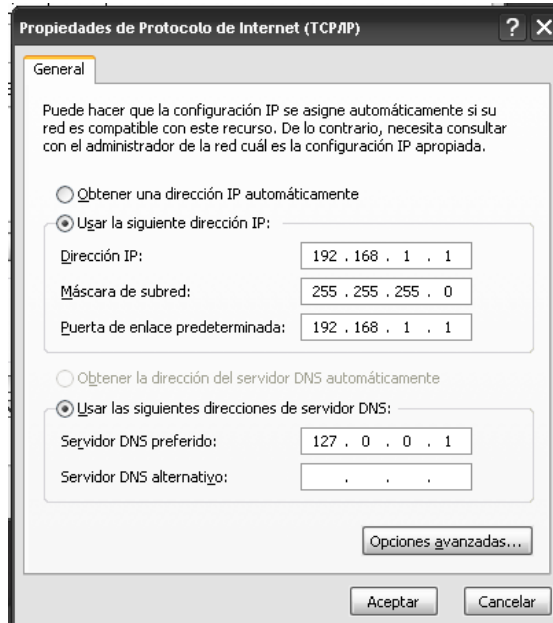 Propiedades de Protocolo de Internet (TCP/IP)
General
Puede hacer que la configuración IP se asigne automáticamente si su
red es compatible con este recurso. De lo contrario, necesita consultar
con el administrador de la red cuál es la configuración IP apropiada.
Obtener una dirección IP automáticamente
Usar la siguiente dirección IP:
Dirección IP: 192 . 168 . 1 . 1
Máscara de subred: 255 . 255 . 255 . 0
Puerta de enlace predeterminada: 192 . 168 . 1 . 1
Obtener la dirección del servidor DNS automáticamente
Usar las siguientes direcciones de servidor DNS:
Servidor DNS preferido: 127 . 0 . 0 . 1
Servidor DNS alternativo: . . .
Opciones avanzadas...
Aceptar Cancelar